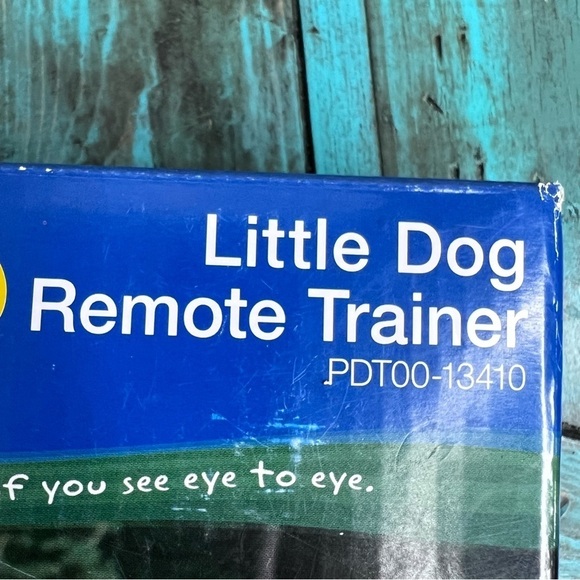 Little Dog
Remote Trainer
PDT00-13410
f you see eye to eye.